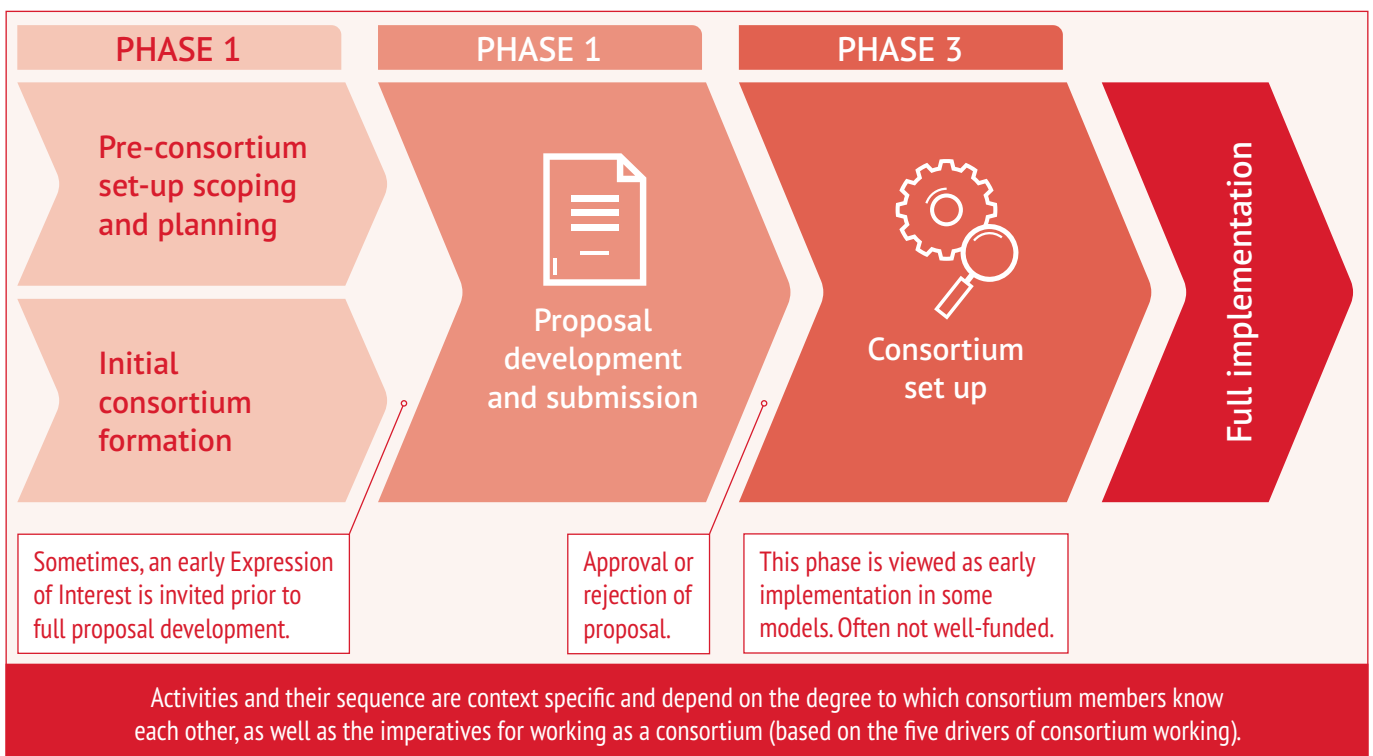 PHASE 1
PHASE 1
PHASE 3
Pre-consortium
set-up scoping
and planning
Initial
consortium
formation
Proposal
development
and submission
Consortium
set up
Full implementation
Sometimes, an early Expression
of Interest is invited prior to
full proposal development.
Approval or
rejection of
proposal.
This phase is viewed as early
implementation in some
models. Often not well-funded.
Activities and their sequence are context specific and depend on the degree to which consortium members know
each other, as well as the imperatives for working as a consortium (based on the five drivers of consortium working).